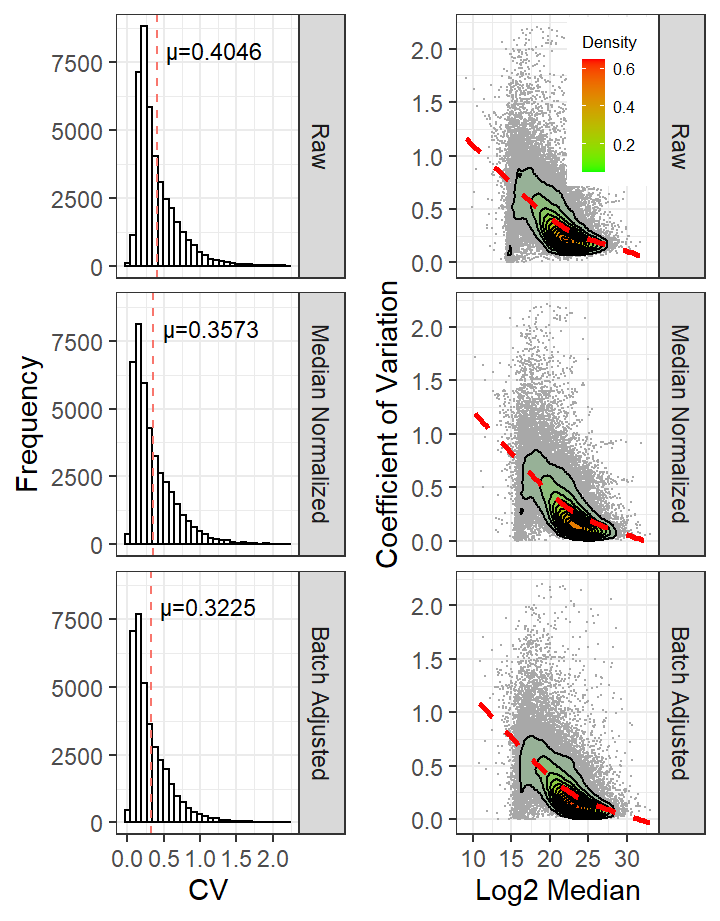 μ=0.4046
7500
5000
2500
0
Raw
μ=0.3573
7500
5000
2500
0
Median Normalized
μ=0.3225
7500
5000
2500
0
Batch Adjusted
0.0 0.5 1.0 1.5 2.0
CV
Frequency
Density
0.6
0.4
0.2
2.0
1.5
1.0
0.5
0.0
Raw
2.0
1.5
1.0
0.5
0.0
Median Normalized
2.0
1.5
1.0
0.5
0.0
Batch Adjusted
10 15 20 25 30
Log2 Median
Coefficient of Variation